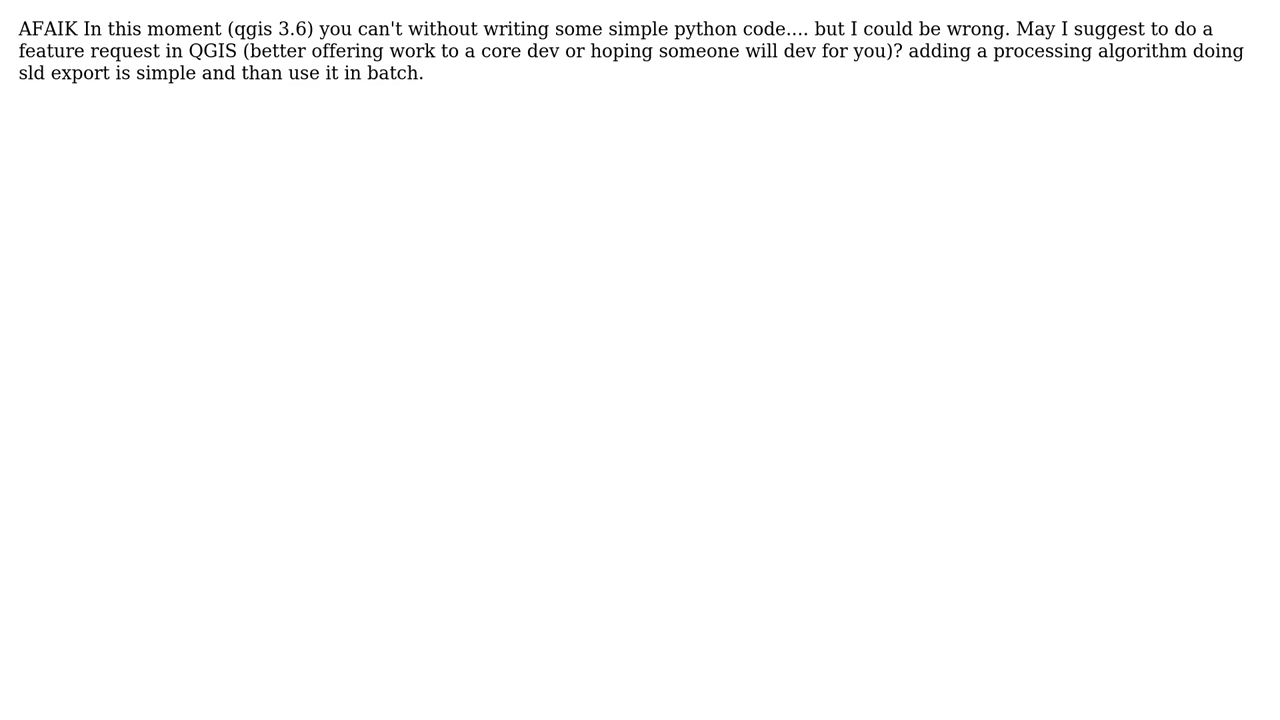 AFAIK In this moment (qgis 3.6) you can't without writing some simple python code.... but I could be wrong. May I suggest to do a
feature request in QGIS (better offering work to a core dev or hoping someone will dev for you)? adding a processing algorithm doing
sld export is simple and than use it in batch.